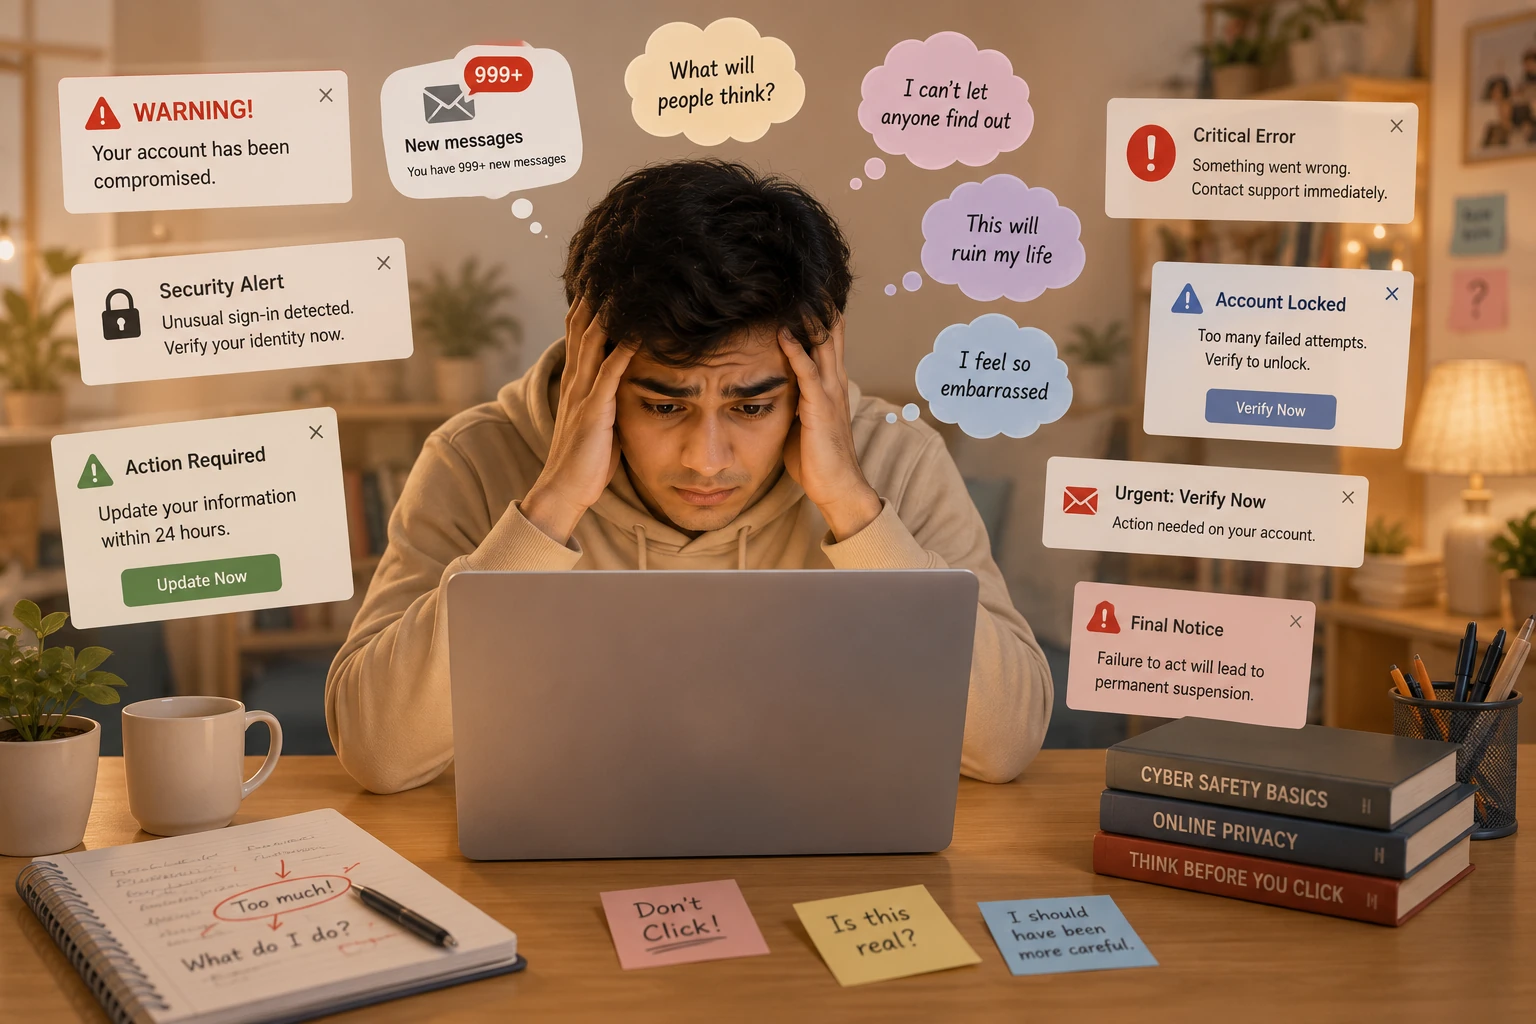 WARNING!
Your account has been
compromised.
999+
New messages
You have 999+ new messages
What will
people think?
I can't let
anyone find out
This will
ruin my life
I feel so
embarrassed
Critical Error
Something went wrong.
Contact support immediately.
Security Alert
Unusual sign-in detected.
Verify your identity now.
Account Locked
Too many failed attempts.
Verify to unlock.
Verify Now
Action Required
Update your information
within 24 hours.
Update Now
Urgent: Verify Now
Action needed on your account.
Final Notice
Failure to act will lead to
permanent suspension.
?
CYBER SAFETY BASICS
ONLINE PRIVACY
THINK BEFORE YOU CLICK
Too much!
What do I do?
Don't
Click!
Is this
real?
I should
have been
more careful.